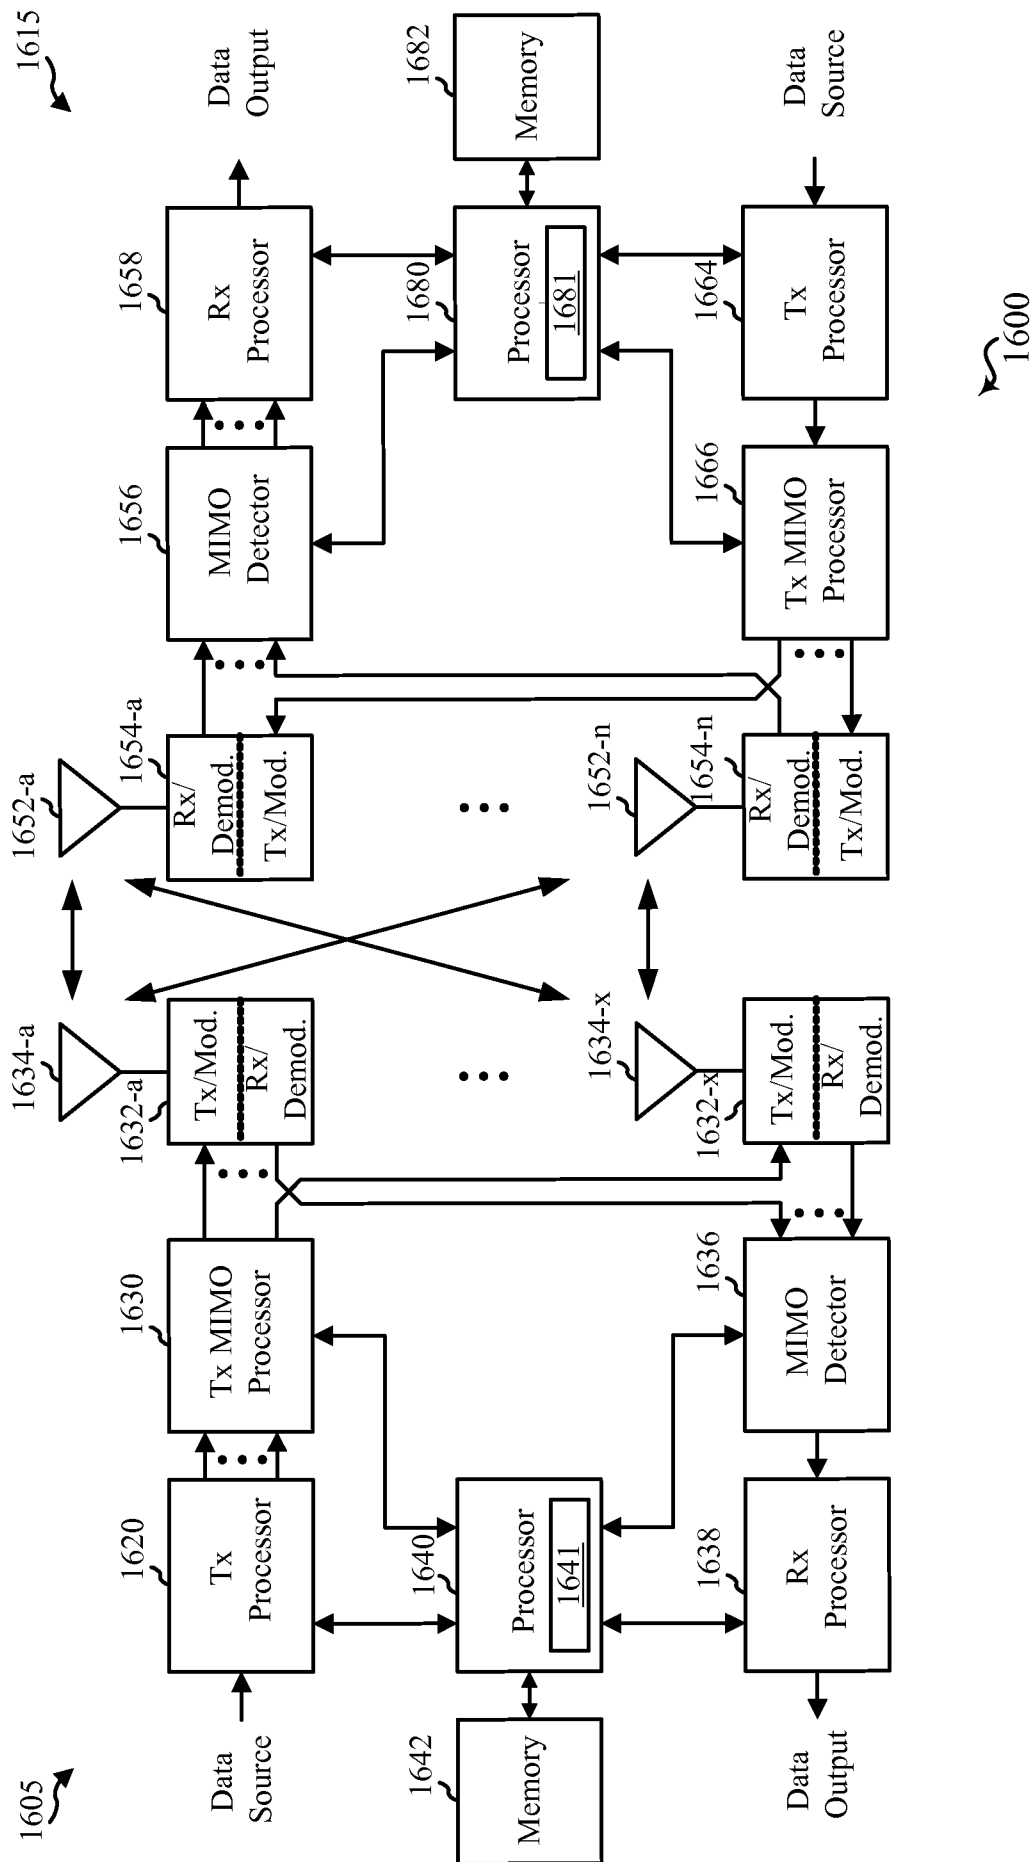 1605
1615
Data
Source
1620
Tx
Processor
1630
Tx MIMO
Processor
1634-a
1632-a
Tx/Mod.
Rx/
Demod.
1652-a
1654-a
Rx/
Demod.
Tx/Mod.
1656
MIMO
Detector
1658
Rx
Processor
Data
Output
1642
Memory
1640
Processor
1641
1680
Processor
1681
1682
Memory
Data
Output
1638
Rx
Processor
1636
MIMO
Detector
1634-x
1632-x
Tx/Mod.
Rx/
Demod.
1652-n
1654-n
Rx/
Demod.
Tx/Mod.
1666
Tx MIMO
Processor
1664
Tx
Processor
Data
Source
1600